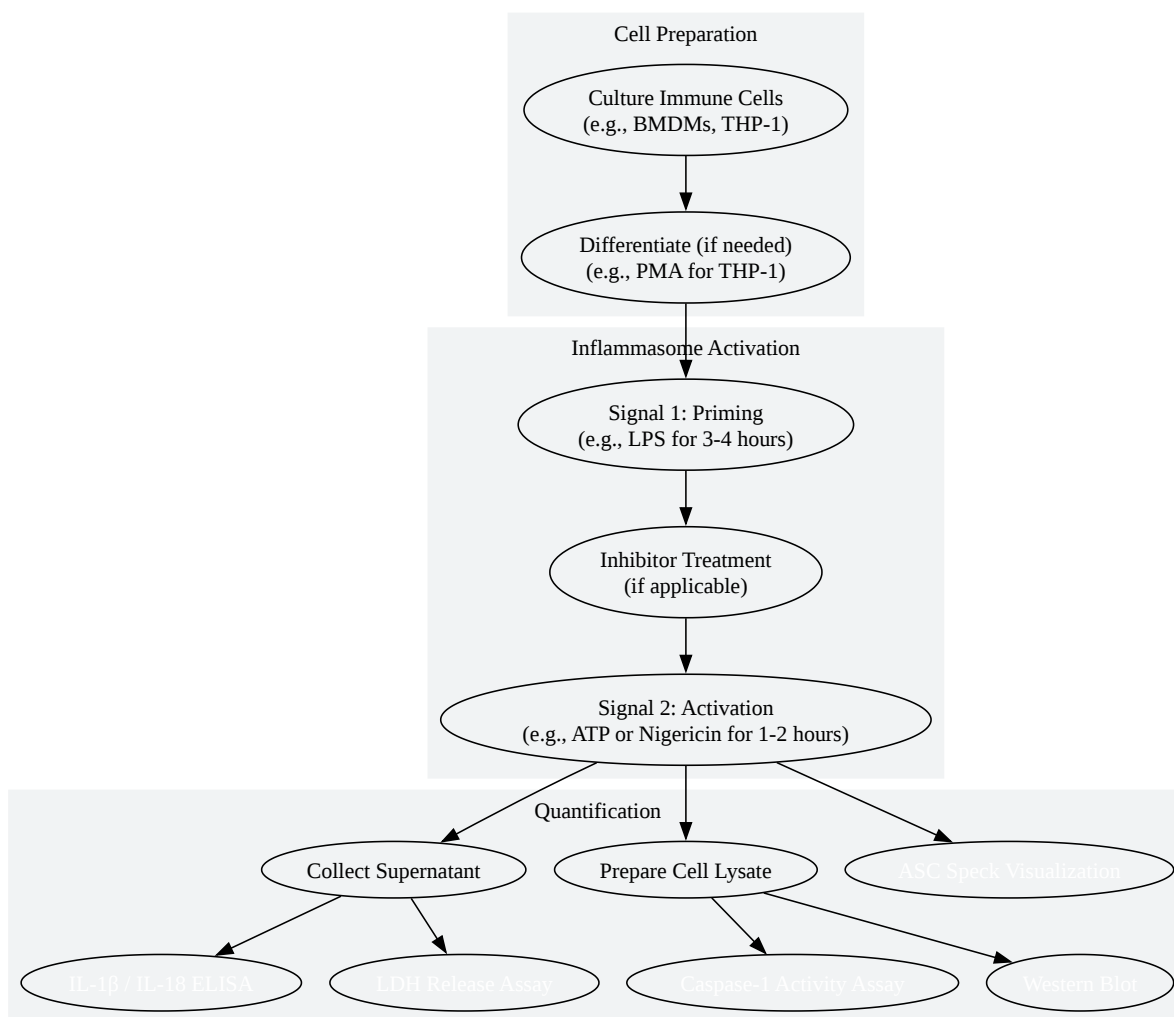 Cell Preparation
Culture Immune Cells
(e.g., BMDMs, THP-1)
Differentiate (if needed)
(e.g., PMA for THP-1)
Inflammasome Activation
Signal 1: Priming
(e.g., LPS for 3-4 hours)
Inhibitor Treatment
(if applicable)
Signal 2: Activation
(e.g., ATP or Nigericin for 1-2 hours)
Quantification
Collect Supernatant
Prepare Cell Lysate
ASC Speck Visualization
IL-1β / IL-18 ELISA
LDH Release Assay
Caspase-1 Activity Assay
Western Blot